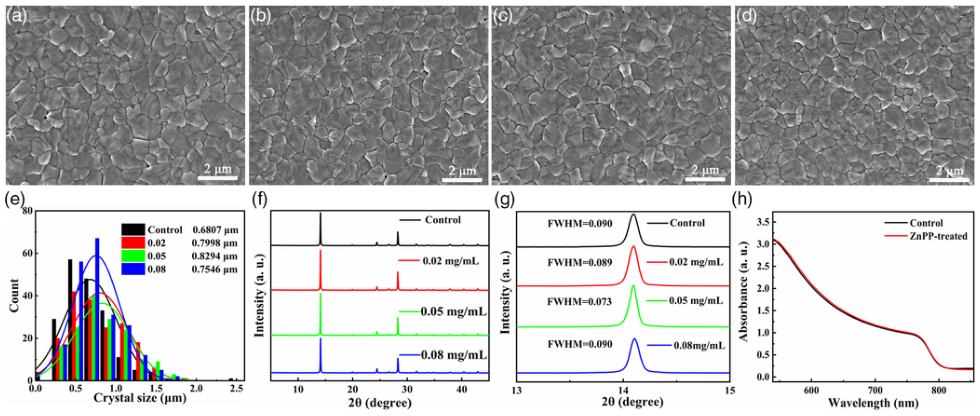 (a)
2 μm
(b)
2 μm
(c)
2 μm
(d)
2 μm
(e)
80
60
40
20
0
Count
0.0
0.5
1.0
1.5
2.0
2.5
Crystal size (μm)
Control 0.6807 μm
0.02 0.7998 μm
0.05 0.8294 μm
0.08 0.7546 μm
(f)
Intensity (a. u.)
Control
0.02 mg/mL
0.05 mg/mL
0.08 mg/mL
10
20
30
40
2θ (degree)
(g)
Intensity (a. u.)
FWHM=0.090
Control
FWHM=0.089
0.02 mg/mL
FWHM=0.073
0.05 mg/mL
FWHM=0.090
0.08mg/mL
13
14
15
2θ (degree)
(h)
Absorbance (a. u.)
3.5
3.0
2.5
2.0
1.5
1.0
0.5
0.0
Control
ZnPP-treated
600
700
800
Wavelength (nm)